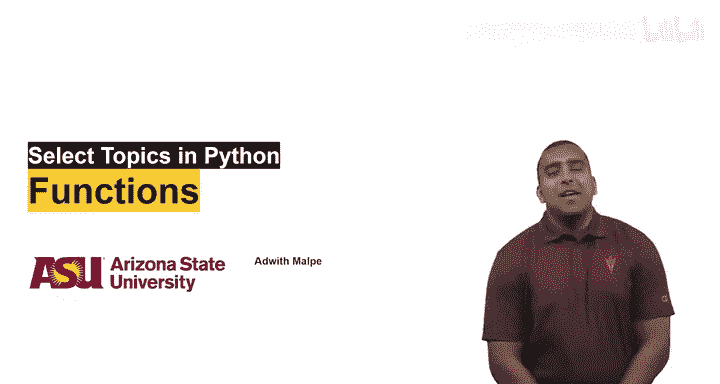 Select Topics in Python
Functions
ASU Arizona State
University
Adwith Malpe